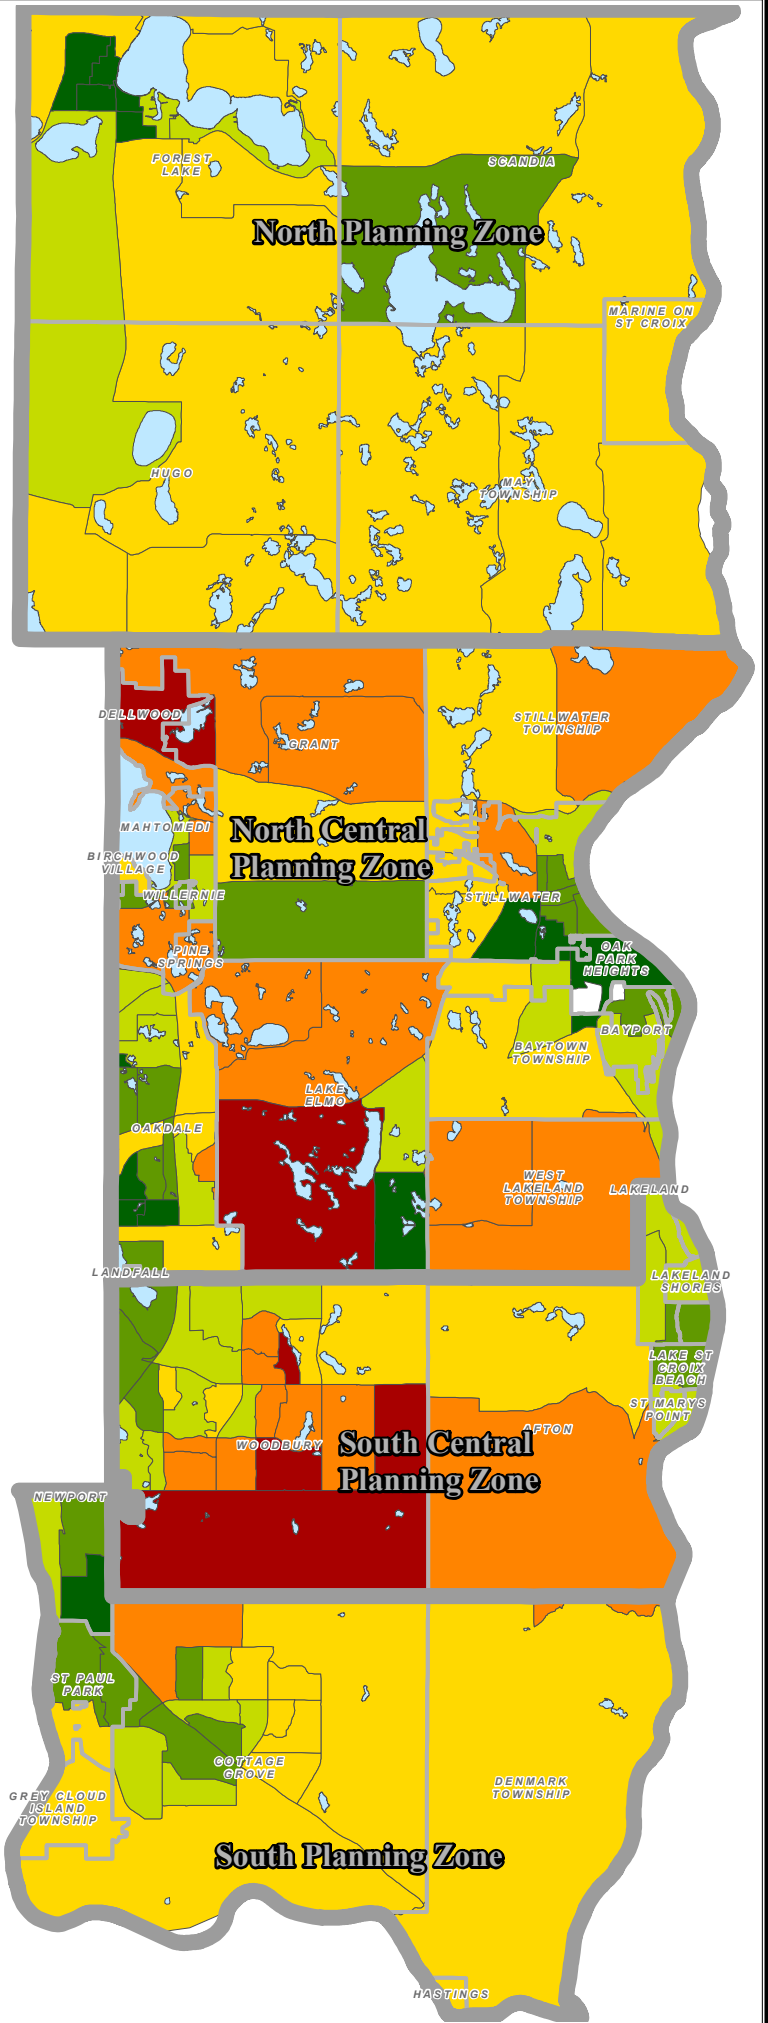 FOREST
LAKE
SCANDIA
North Planning Zone
MARINE ON
ST CROIX
HUGO
MAY
TOWNSHIP
DELLWOOD
GRANT
STILLWATER
TOWNSHIP
MAHTOMEDI
North Central
Planning Zone
BIRCHWOOD
VILLAGE
WILLERNIE
STILLWATER
PINE
SPRINGS
OAK
PARK
HEIGHTS
BAYPORT
BAYTOWN
TOWNSHIP
LAKE
ELMO
OAKDALE
WEST
LAKELAND
TOWNSHIP
LAKELAND
LANDFALL
LAKELAND
SHORES
LAKE ST
CROIX
BEACH
ST MARYS
POINT
AFTON
WOODBURY
South Central
Planning Zone
NEWPORT
ST PAUL
PARK
COTTAGE
GROVE
DENMARK
TOWNSHIP
GREY CLOUD
ISLAND
TOWNSHIP
South Planning Zone
HASTINGS